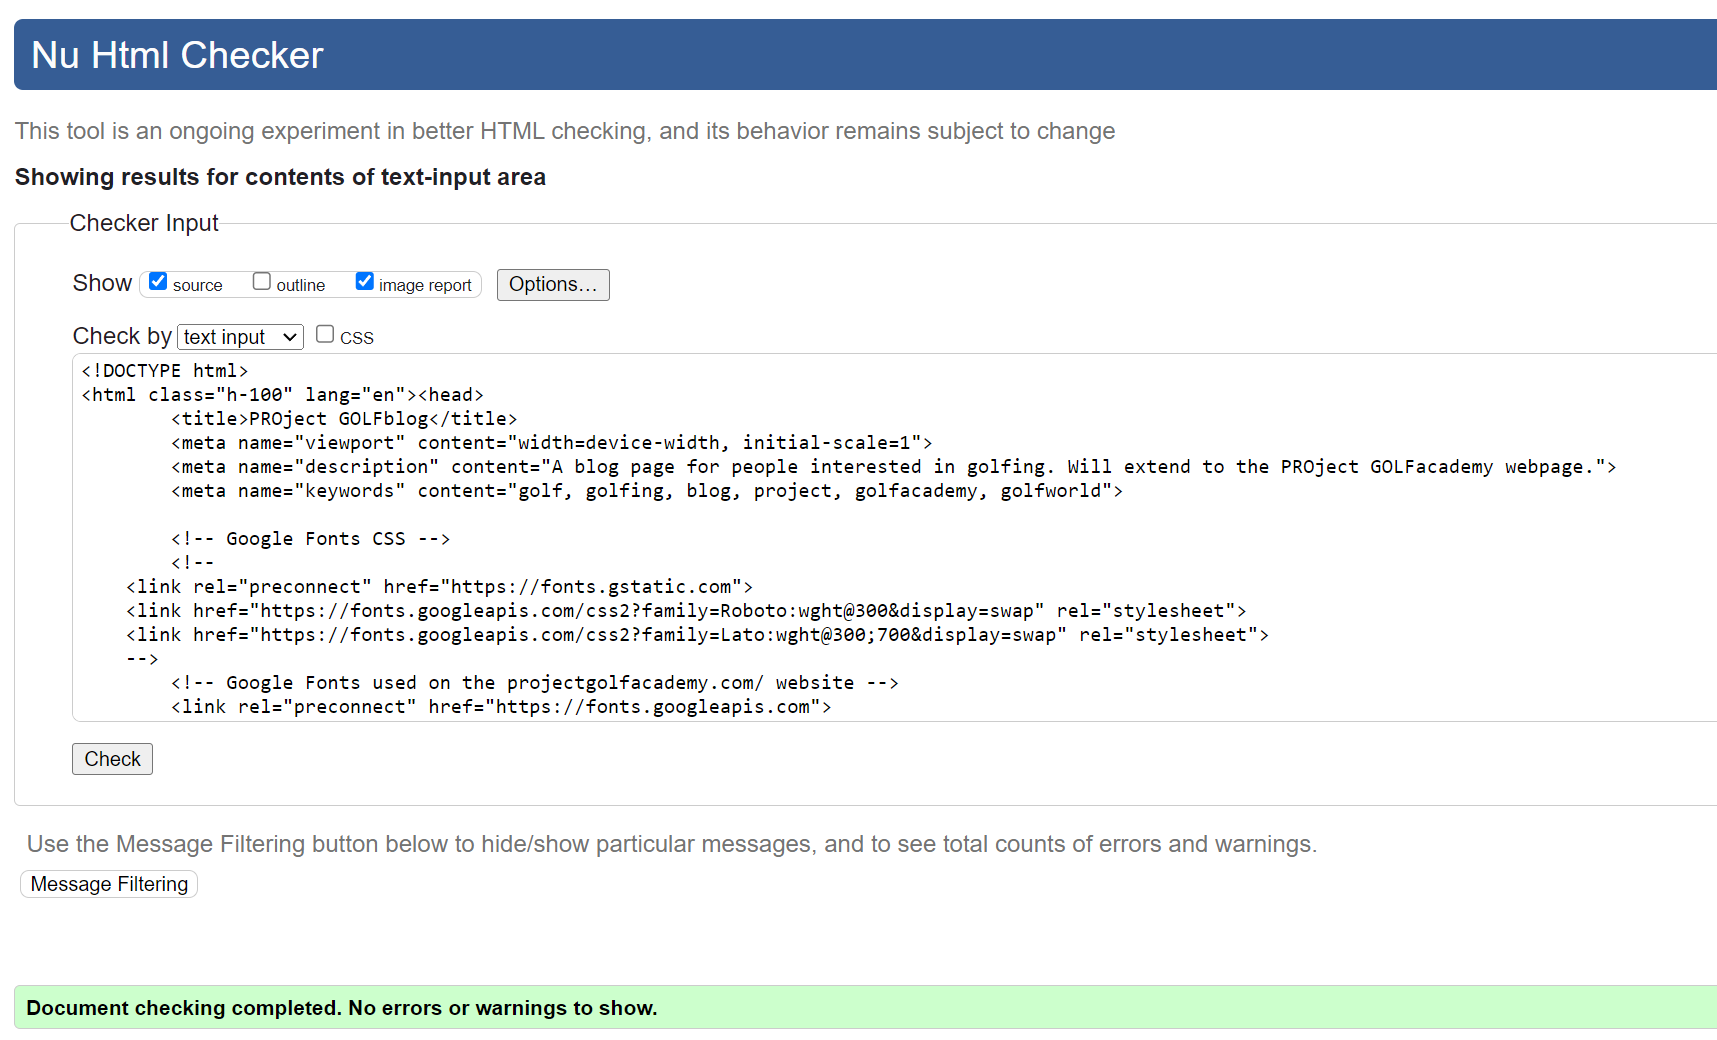 Nu Html Checker
This tool is an ongoing experiment in better HTML checking, and its behavior remains subject to change
Showing results for contents of text-input area
Checker Input
Show source outline image report Options...
Check by text input CSS
<!DOCTYPE html>
<html class="h-100" lang="en"><head>
<title>PROject GOLFblog</title>
<meta name="viewport" content="width=device-width, initial-scale=1">
<meta name="description" content="A blog page for people interested in golfing. Will extend to the PROject GOLFacademy webpage.">
<meta name="keywords" content="golf, golfing, blog, project, golfacademy, golfworld">
<!-- Google Fonts CSS -->
<!--
<link rel="preconnect" href="https://fonts.gstatic.com">
<link href="https://fonts.googleapis.com/css2?family=Roboto:wght@300&display=swap" rel="stylesheet">
<link href="https://fonts.googleapis.com/css2?family=Lato:wght@300;700&display=swap" rel="stylesheet">
-->
<!-- Google Fonts used on the projectgolfacademy.com/ website -->
<link rel="preconnect" href="https://fonts.googleapis.com">
Check
Use the Message Filtering button below to hide/show particular messages, and to see total counts of errors and warnings.
Message Filtering
Document checking completed. No errors or warnings to show.